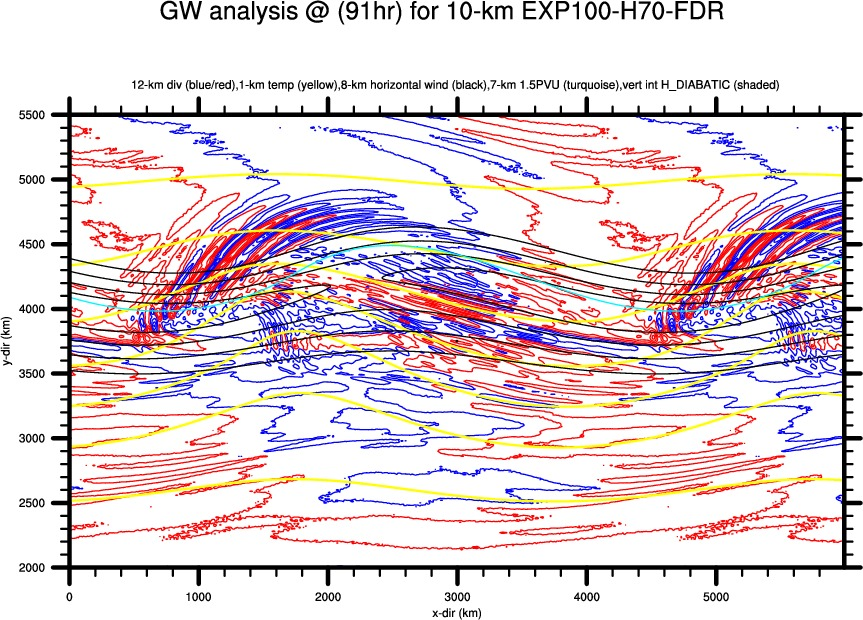 GW analysis @ (91hr) for 10-km EXP100-H70-FDR
12-km div (blue/red),1-km temp (yellow),8-km horizontal wind (black),7-km 1.5PVU (turquoise),vert int H_DIABATIC (shaded)
5500
5000
4500
4000
3500
3000
2500
2000
y-dir (km)
0 1000 2000 3000 4000 5000
x-dir (km)